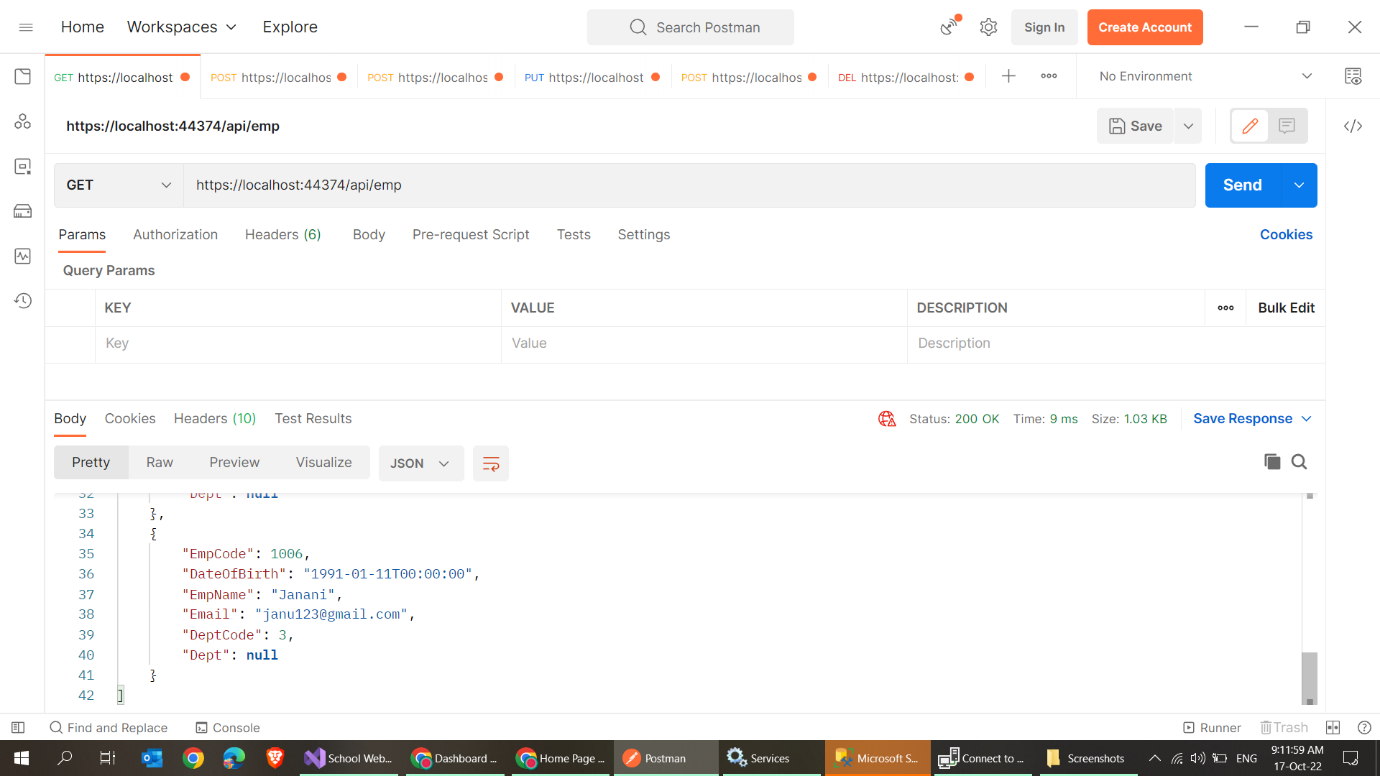 Home Workspaces Explore Search Postman Sign In Create Account
GET https://localhost POST https://localhos POST https://localhos PUT https://localhost POST https://localhos DEL https://localhost: No Environment
https://localhost:44374/api/emp Save
GET https://localhost:44374/api/emp Send
Params Authorization Headers (6) Body Pre-request Script Tests Settings Cookies
Query Params
KEY VALUE DESCRIPTION Bulk Edit
Key Value Description
Body Cookies Headers (10) Test Results Status: 200 OK Time: 9 ms Size: 1.03 KB Save Response
Pretty Raw Preview Visualize JSON
32 "Dept": null
33 },
34 {
35 "EmpCode": 1006,
36 "DateOfBirth": "1991-01-11T00:00:00",
37 "EmpName": "Janani",
38 "Email": "janu123@gmail.com",
39 "DeptCode": 3,
40 "Dept": null
41 }
42 ]
Find and Replace Console Runner Trash
School Web... Dashboard ... Home Page ... Postman Services Microsoft S... Connect to ... Screenshots ENG 9:11:59 AM
17-Oct-22